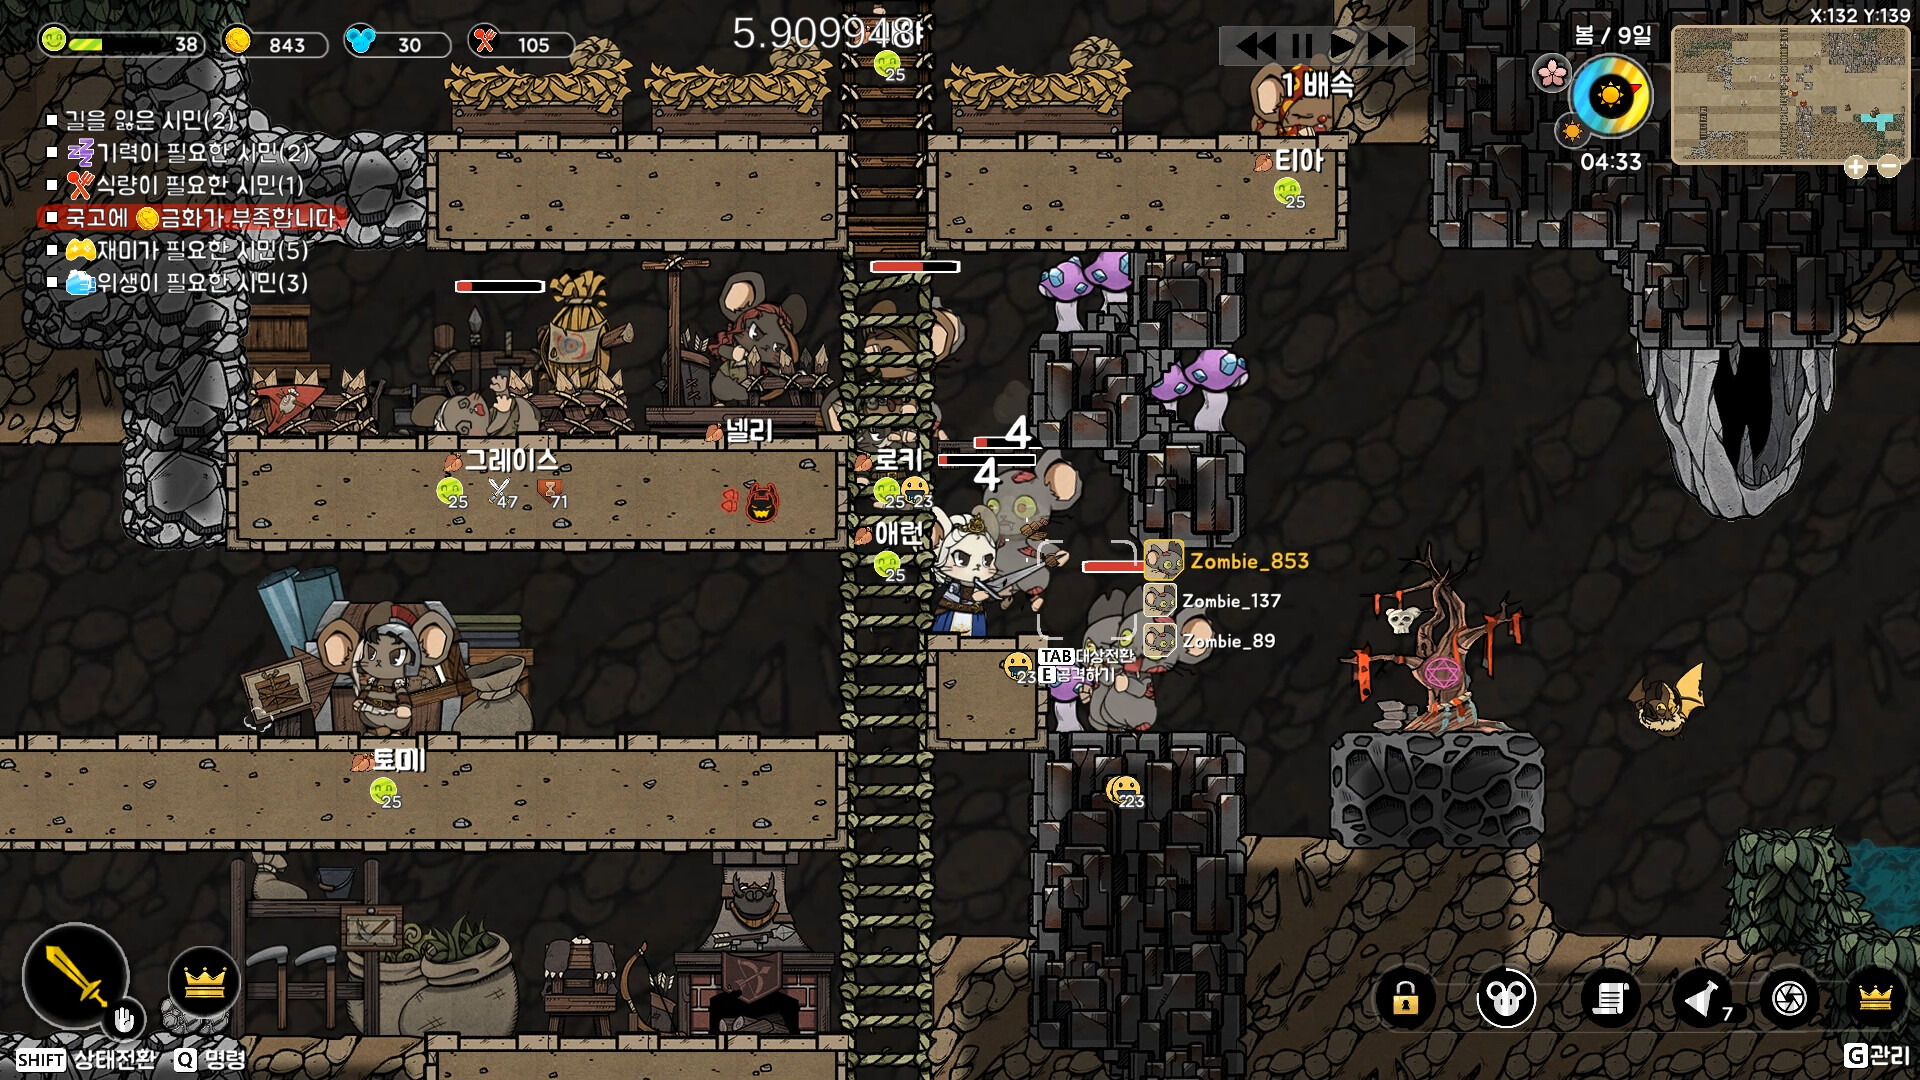 X:132 Y:139
38
843
30
105
5.909948
25
1 배속
봄 / 9일
04:33
길을 잃은 시민(2)
기력이 필요한 시민(2)
식량이 필요한 시민(1)
국고에 금화가 부족합니다
재미가 필요한 시민(5)
위생이 필요한 시민(3)
티아
25
4
4
넬리
그레이스
25
47
71
로키
25
23
애런
25
Zombie_853
Zombie_137
Zombie_89
TAB 대상전환
E 공격하기
23
토미
25
23
7
SHIFT 상태전환
Q 명령
G 관리